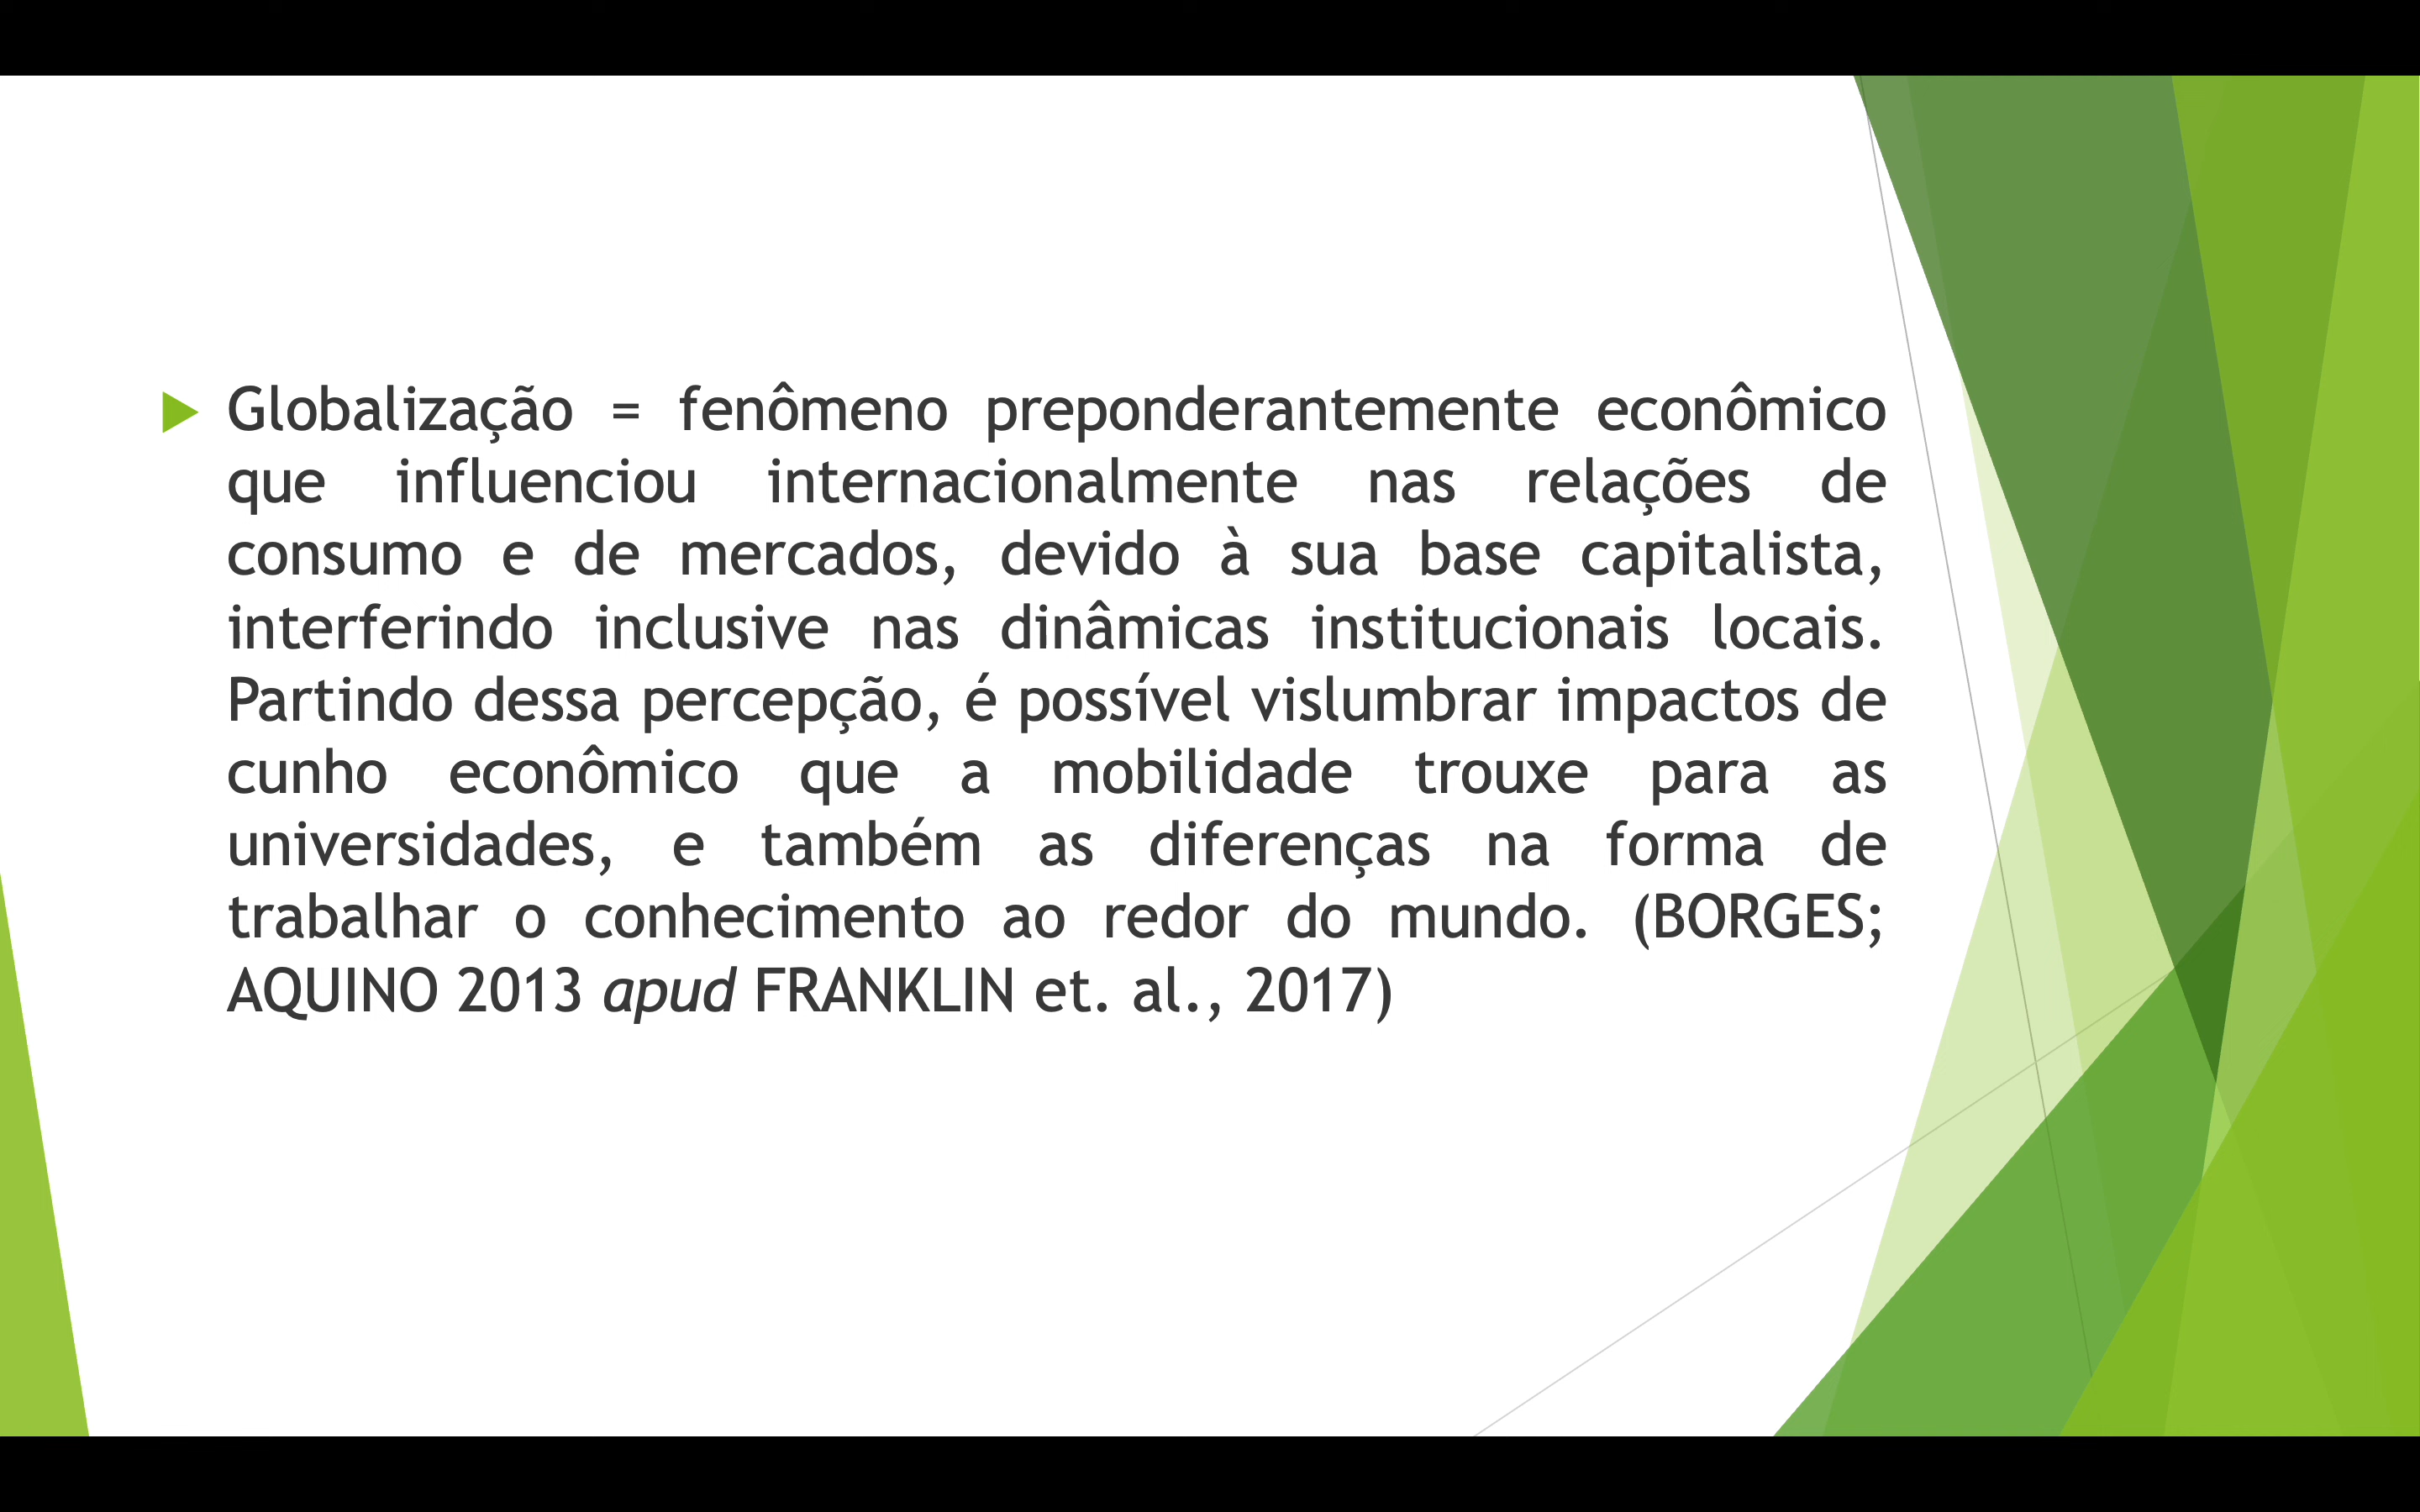 Globalização = fenômeno preponderantemente econômico
que influenciou internacionalmente nas relações de
consumo e de mercados, devido à sua base capitalista,
interferindo inclusive nas dinâmicas institucionais locais.
Partindo dessa percepção, é possível vislumbrar impactos de
cunho econômico que a mobilidade trouxe para as
universidades, e também as diferenças na forma de
trabalhar o conhecimento ao redor do mundo. (BORGES;
AQUINO 2013 apud FRANKLIN et. al., 2017)